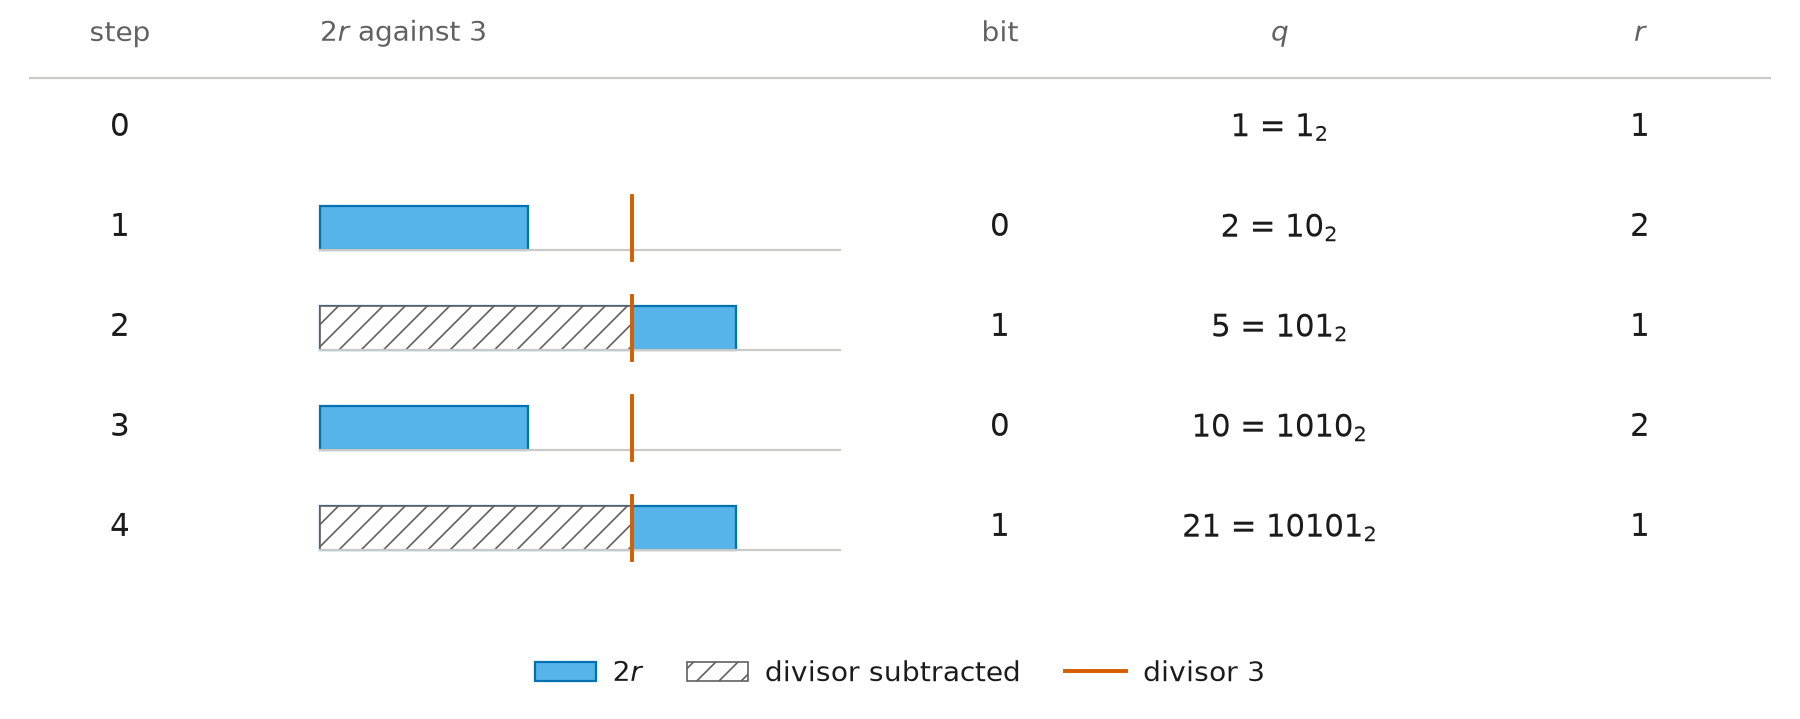 step 2r against 3 bit q r
0 1 = 1₂ 1
1 0 2 = 10₂ 2
2 1 5 = 101₂ 1
3 0 10 = 1010₂ 2
4 1 21 = 10101₂ 1
2r divisor subtracted divisor 3